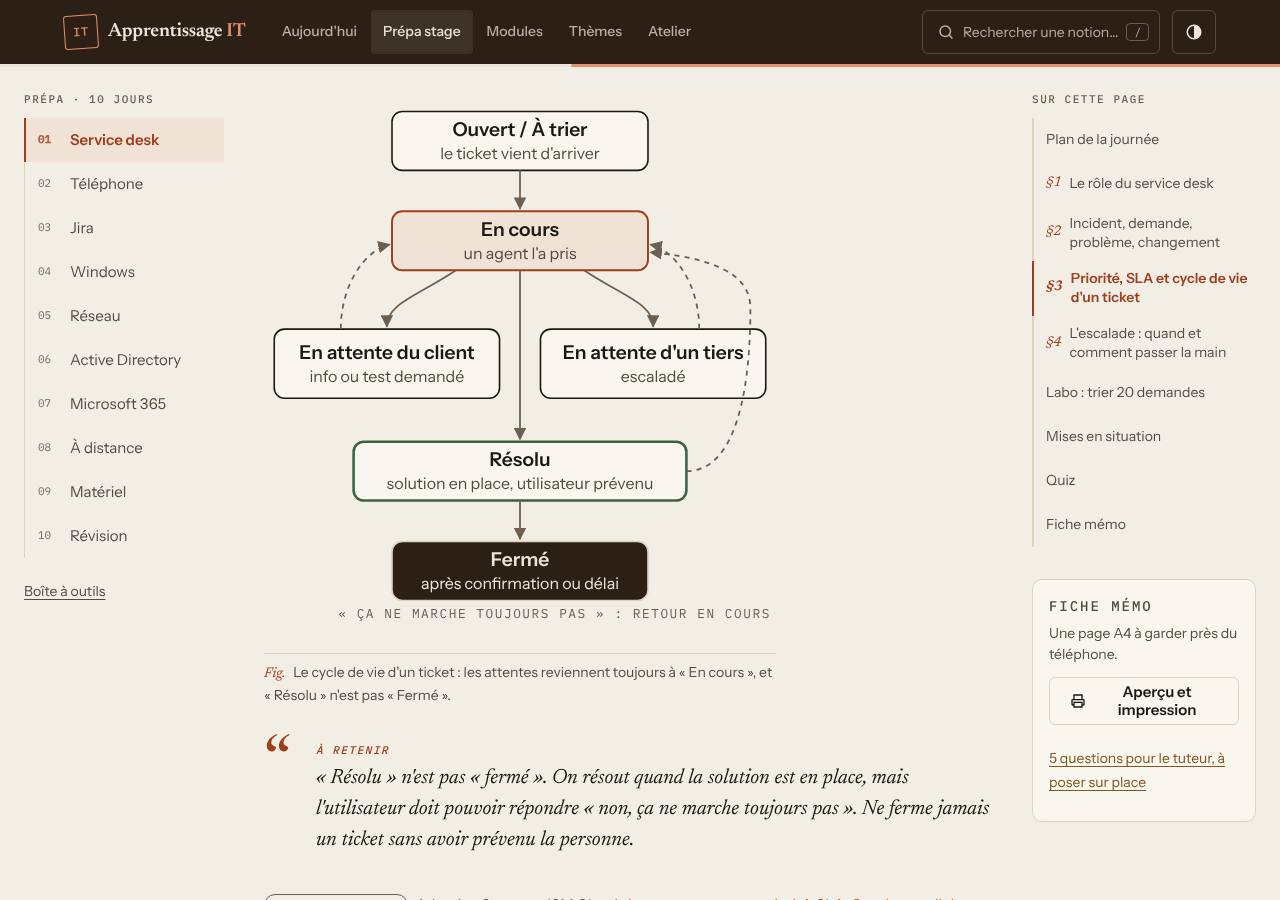 IT Apprentissage IT
Aujourd'hui
Prépa stage
Modules
Thèmes
Atelier
Rechercher une notion... /
PRÉPA · 10 JOURS
01 Service desk
02 Téléphone
03 Jira
04 Windows
05 Réseau
06 Active Directory
07 Microsoft 365
08 À distance
09 Matériel
10 Révision
Boîte à outils
Ouvert / À trier
le ticket vient d'arriver
En cours
un agent l'a pris
En attente du client
info ou test demandé
En attente d'un tiers
escaladé
Résolu
solution en place, utilisateur prévenu
Fermé
après confirmation ou délai
« ÇA NE MARCHE TOUJOURS PAS » : RETOUR EN COURS
Fig. Le cycle de vie d'un ticket : les attentes reviennent toujours à « En cours », et
« Résolu » n'est pas « Fermé ».
“
À RETENIR
« Résolu » n'est pas « fermé ». On résout quand la solution est en place, mais
l'utilisateur doit pouvoir répondre « non, ça ne marche toujours pas ». Ne ferme jamais
un ticket sans avoir prévenu la personne.
SUR CETTE PAGE
Plan de la journée
§1 Le rôle du service desk
§2 Incident, demande,
problème, changement
§3 Priorité, SLA et cycle de vie
d'un ticket
§4 L'escalade : quand et
comment passer la main
Labo : trier 20 demandes
Mises en situation
Quiz
Fiche mémo
FICHE MÉMO
Une page A4 à garder près du
téléphone.
Aperçu et
impression
5 questions pour le tuteur, à
poser sur place